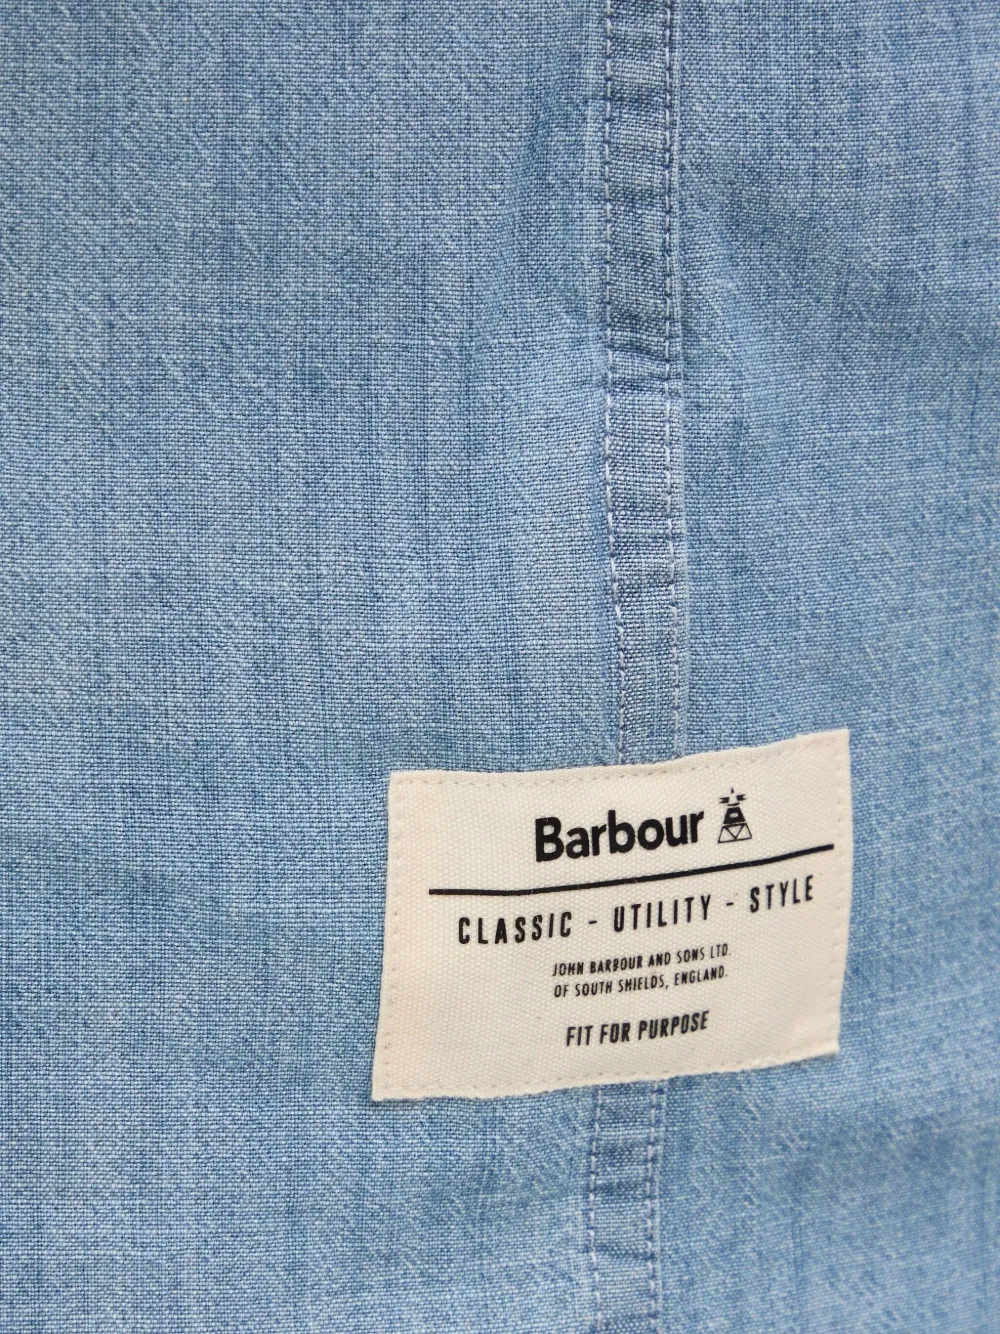 Barbour
CLASSIC - UTILITY - STYLE
JOHN BARBOUR AND SONS LTD.
OF SOUTH SHIELDS, ENGLAND.
FIT FOR PURPOSE